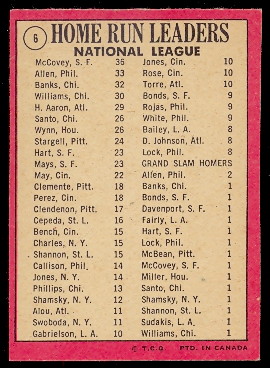 6
HOME RUN LEADERS
NATIONAL LEAGUE
McCovey, S. F. 36
Allen, Phil. 33
Banks, Chi. 32
Williams, Chi. 30
H. Aaron, Atl. 29
Santo, Chi. 26
Wynn, Hou. 26
Stargell, Pitt. 24
Hart, S. F. 23
Mays, S. F. 23
May, Cin. 22
Clemente, Pitt. 18
Perez, Cin. 18
Clendenon, Pitt. 17
Cepeda, St. L. 16
Bench, Cin. 15
Charles, N. Y. 15
Shannon, St. L. 15
Callison, Phil. 14
Jones, N. Y. 14
Phillips, Chi. 13
Shamsky, N. Y. 12
Alou, Atl. 11
Swoboda, N. Y. 11
Gabrielson, L. A. 10
Jones, Cin. 10
Rose, Cin. 10
Torre, Atl. 10
Bonds, S. F. 9
Rojas, Phil. 9
White, Phil. 9
Bailey, L. A. 8
D. Johnson, Atl. 8
Lock, Phil. 8
GRAND SLAM HOMERS
Allen, Phil. 2
Banks, Chi. 1
Bonds, S. F. 1
Davenport, S. F. 1
Fairly, L. A. 1
Hart, S. F. 1
Lock, Phil. 1
McBean, Pitt. 1
McCovey, S. F. 1
Miller, Hou. 1
Santo, Chi. 1
Shamsky, N. Y. 1
Shannon, St. L. 1
Sudakis, L. A. 1
Williams, Chi. 1
© T. C. G. PTD. IN CANADA